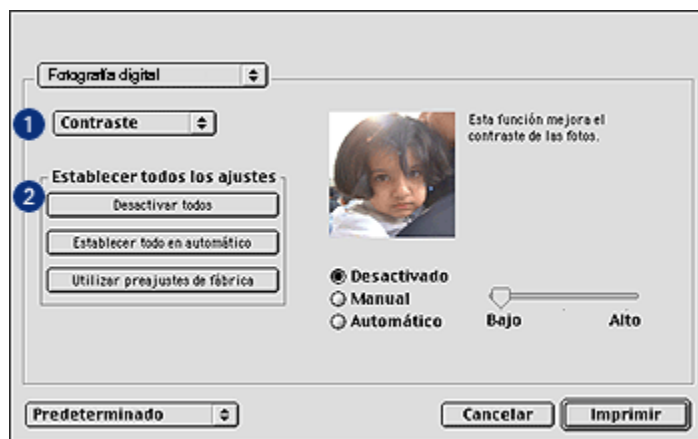 Fotografía digital
1
Contraste
Esta función mejora el
contraste de las fotos.
Establecer todos los ajustes
2
Desactivar todos
Establecer todo en automático
Utilizar preajustes de fábrica
Desactivado
Manual
Automático
Bajo
Alto
Predeterminado
Cancelar
Imprimir